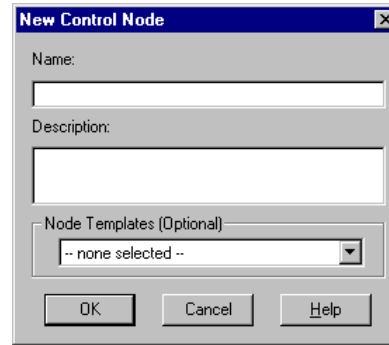 New Control Node
Name:
Description:
Node Templates (Optional)
-- none selected --
OK Cancel Help